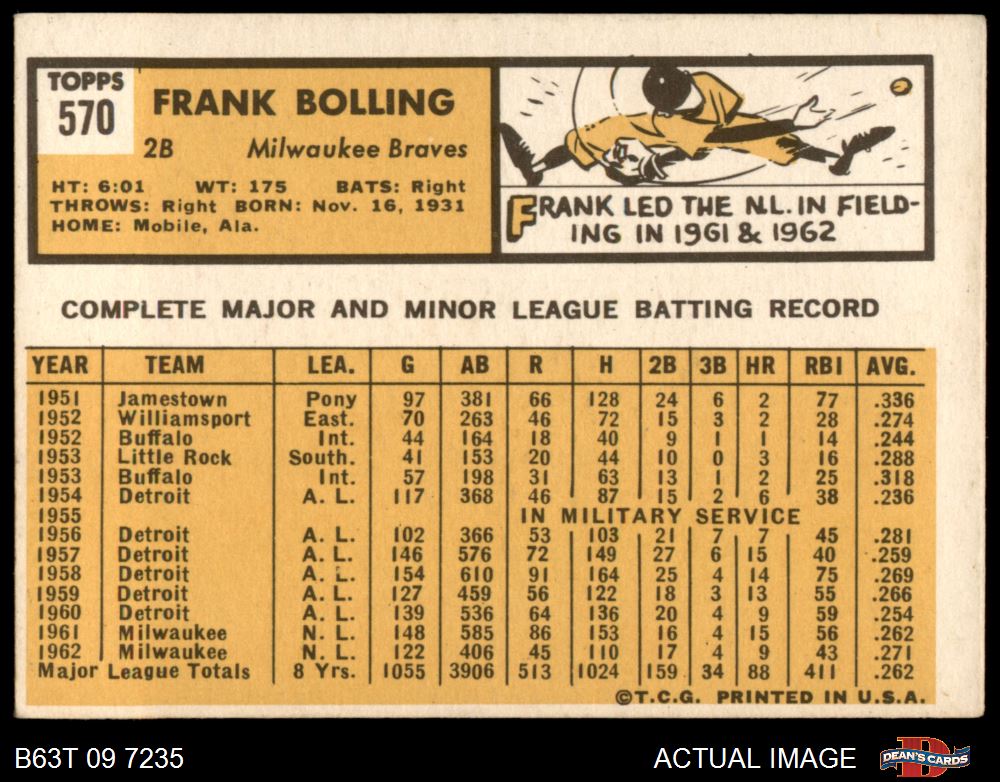 TOPPS
570
FRANK BOLLING
2B Milwaukee Braves
HT: 6:01 WT: 175 BATS: Right
THROWS: Right BORN: Nov. 16, 1931
HOME: Mobile, Ala.
FRANK LED THE N.L. IN FIELD-
ING IN 1961 & 1962
COMPLETE MAJOR AND MINOR LEAGUE BATTING RECORD
YEAR TEAM LEA. G AB R H 2B 3B HR RBI AVG.
1951 Jamestown Pony 97 381 66 128 24 6 2 77 .336
1952 Williamsport East. 70 263 46 72 15 3 2 28 .274
1952 Buffalo Int. 44 164 18 40 9 1 1 14 .244
1953 Little Rock South. 41 153 20 44 10 0 3 16 .288
1953 Buffalo Int. 57 198 31 63 13 1 2 25 .318
1954 Detroit A. L. 117 368 46 87 15 2 6 38 .236
1955 IN MILITARY SERVICE
1956 Detroit A. L. 102 366 53 103 21 7 7 45 .281
1957 Detroit A. L. 146 576 72 149 27 6 15 40 .259
1958 Detroit A. L. 154 610 91 164 25 4 14 75 .269
1959 Detroit A. L. 127 459 56 122 18 3 13 55 .266
1960 Detroit A. L. 139 536 64 136 20 4 9 59 .254
1961 Milwaukee N. L. 148 585 86 153 16 4 15 56 .262
1962 Milwaukee N. L. 122 406 45 110 17 4 9 43 .271
Major League Totals 8 Yrs. 1055 3906 513 1024 159 34 88 411 .262
©T.C.G. PRINTED IN U.S.A.
B63T 09 7235 ACTUAL IMAGE DEAN'S CARDS